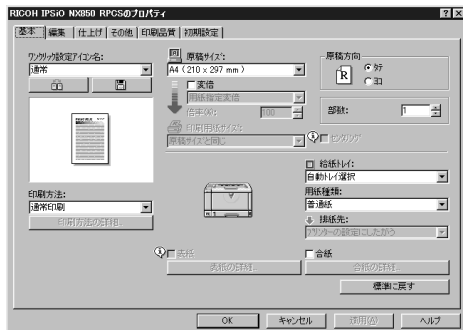 RICOH IPSiO NX850 RPCSのプロパティ
基本 編集 仕上げ その他 印刷品質 初期設定
ワンクリック設定アイコン名:
通常
原稿サイズ:
A4 (210 x 297 mm)
原稿方向
R
タテ
ヨコ
変倍
用紙指定変倍
倍率(%):
100
部数:
1
印刷用紙サイズ:
原稿サイズと同じ
センタリング
印刷方法:
通常印刷
印刷方法の詳細...
給紙トレイ:
自動トレイ選択
用紙種類:
普通紙
排紙先:
プリンターの設定にしたがう
表紙
表紙の詳細...
合紙
合紙の詳細...
標準に戻す
OK キャンセル 適用(A) ヘルプ